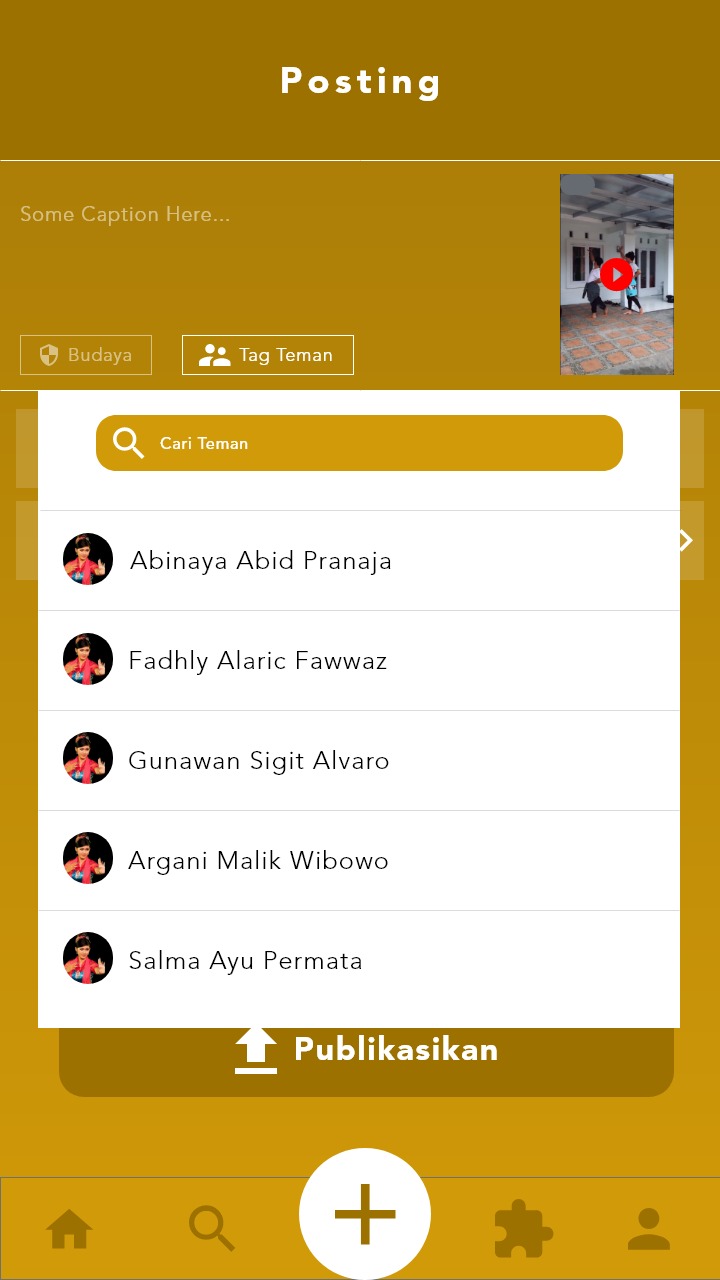 Posting
Some Caption Here...
Budaya
Tag Teman
Cari Teman
Abinaya Abid Pranaja
Fadhly Alaric Fawwaz
Gunawan Sigit Alvaro
Argani Malik Wibowo
Salma Ayu Permata
Publikasikan